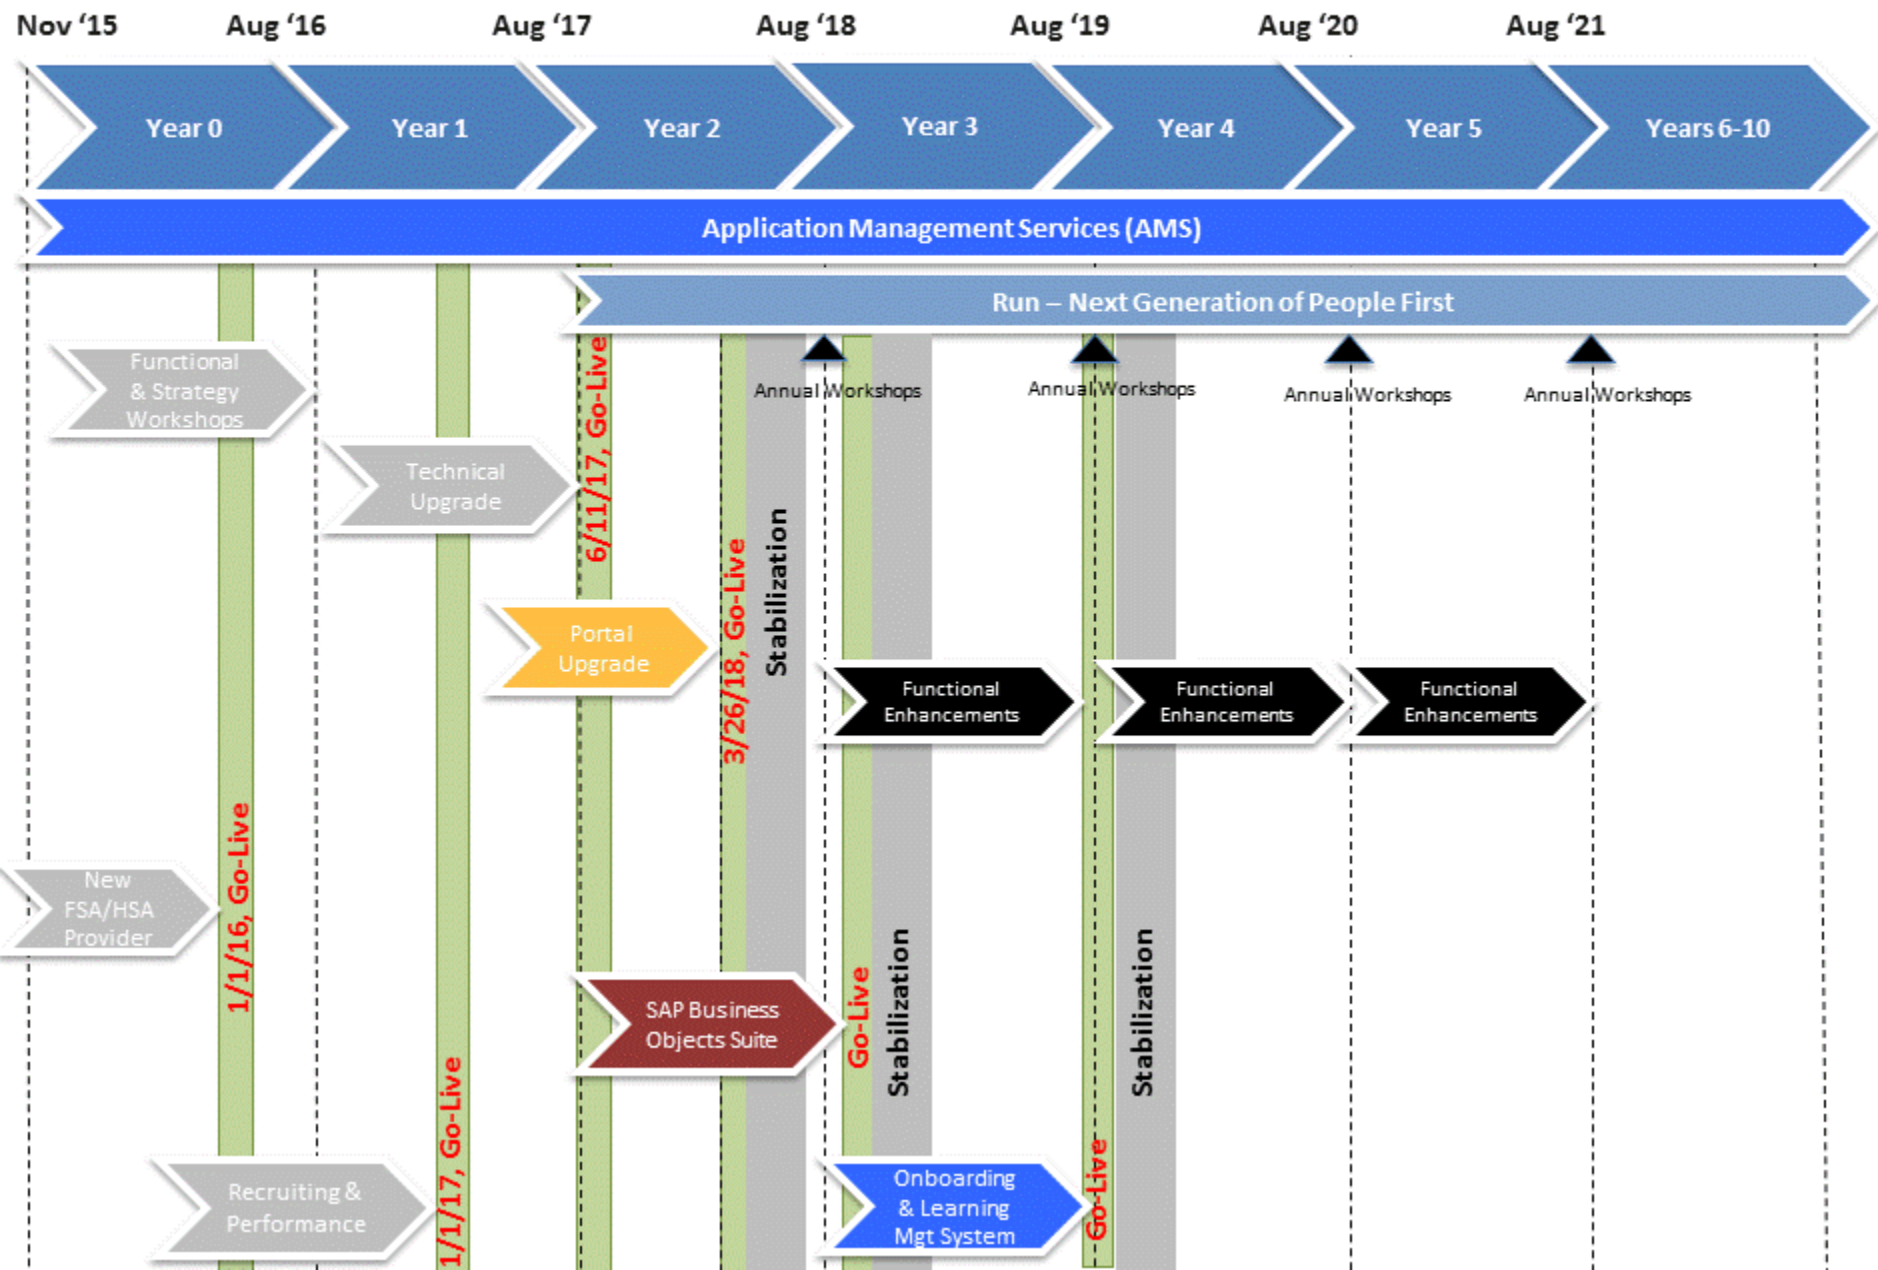 Nov ‘15
Aug ‘16
Aug ‘17
Aug ‘18
Aug ‘19
Aug ‘20
Aug ‘21
Year 0
Year 1
Year 2
Year 3
Year 4
Year 5
Years 6-10
Application Management Services (AMS)
Run – Next Generation of People First
Functional
& Strategy
Workshops
Annual Workshops
Annual Workshops
Annual Workshops
Annual Workshops
Technical
Upgrade
6/11/17, Go-Live
Portal
Upgrade
3/26/18, Go-Live
Stabilization
Functional
Enhancements
Functional
Enhancements
Functional
Enhancements
New
FSA/HSA
Provider
1/1/16, Go-Live
SAP Business
Objects Suite
Go-Live
Stabilization
Stabilization
Recruiting &
Performance
1/1/17, Go-Live
Onboarding
& Learning
Mgt System
Go-Live